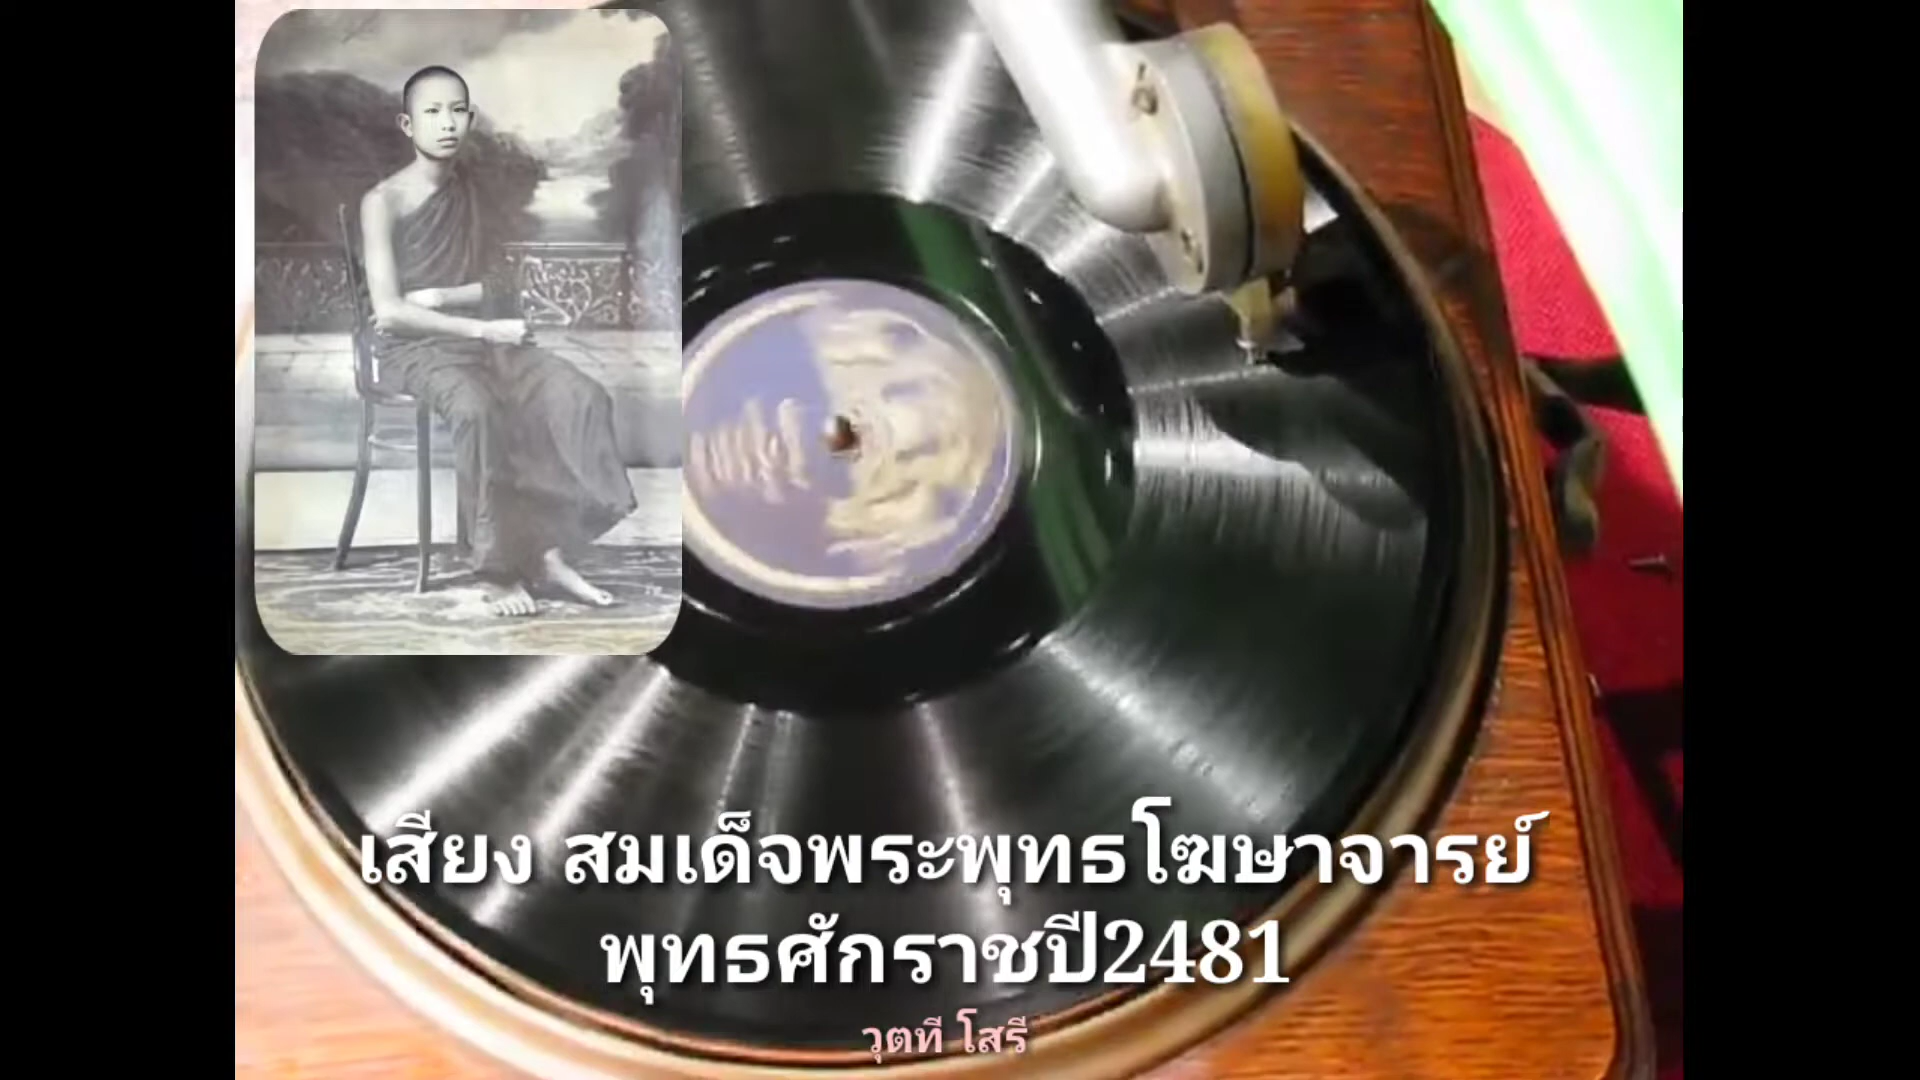 เสียง สมเด็จพระพุทธโฆษาจารย์
พุทธศักราชปี2481
วุตที โสรี